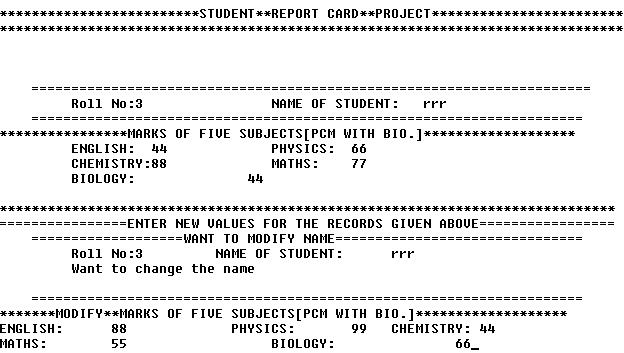 *************************STUDENT**REPORT CARD**PROJECT************************
******************************************************************************
======================================================================
Roll No:3 NAME OF STUDENT: rrr
=====================================================================
****************MARKS OF FIVE SUBJECTS[PCM WITH BIO.]*******************
ENGLISH: 44 PHYSICS: 66
CHEMISTRY:88 MATHS: 77
BIOLOGY: 44
*****************************************************************************
================ENTER NEW VALUES FOR THE RECORDS GIVEN ABOVE=================
===================WANT TO MODIFY NAME===============================
Roll No:3 NAME OF STUDENT: rrr
Want to change the name
=====================================================================
*******MODIFY**MARKS OF FIVE SUBJECTS[PCM WITH BIO.]*******************
ENGLISH: 88 PHYSICS: 99 CHEMISTRY: 44
MATHS: 55 BIOLOGY: 66_